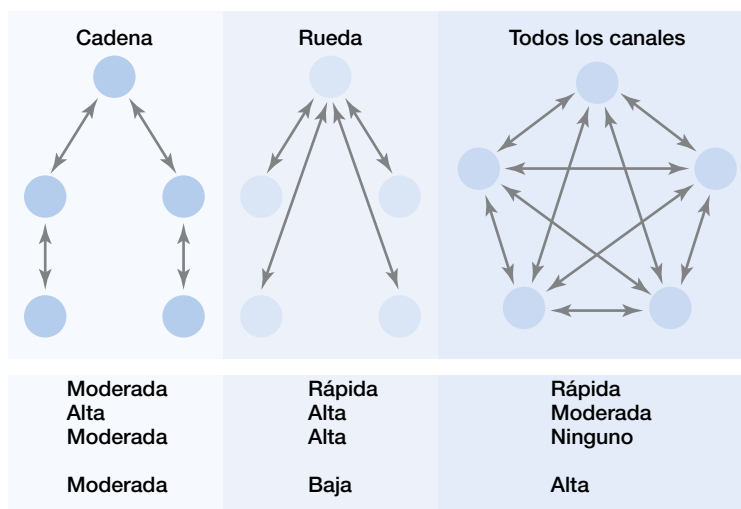 Cadena Rueda Todos los canales
Moderada Rápida Rápida
Alta Alta Moderada
Moderada Alta Ninguno
Moderada Baja Alta